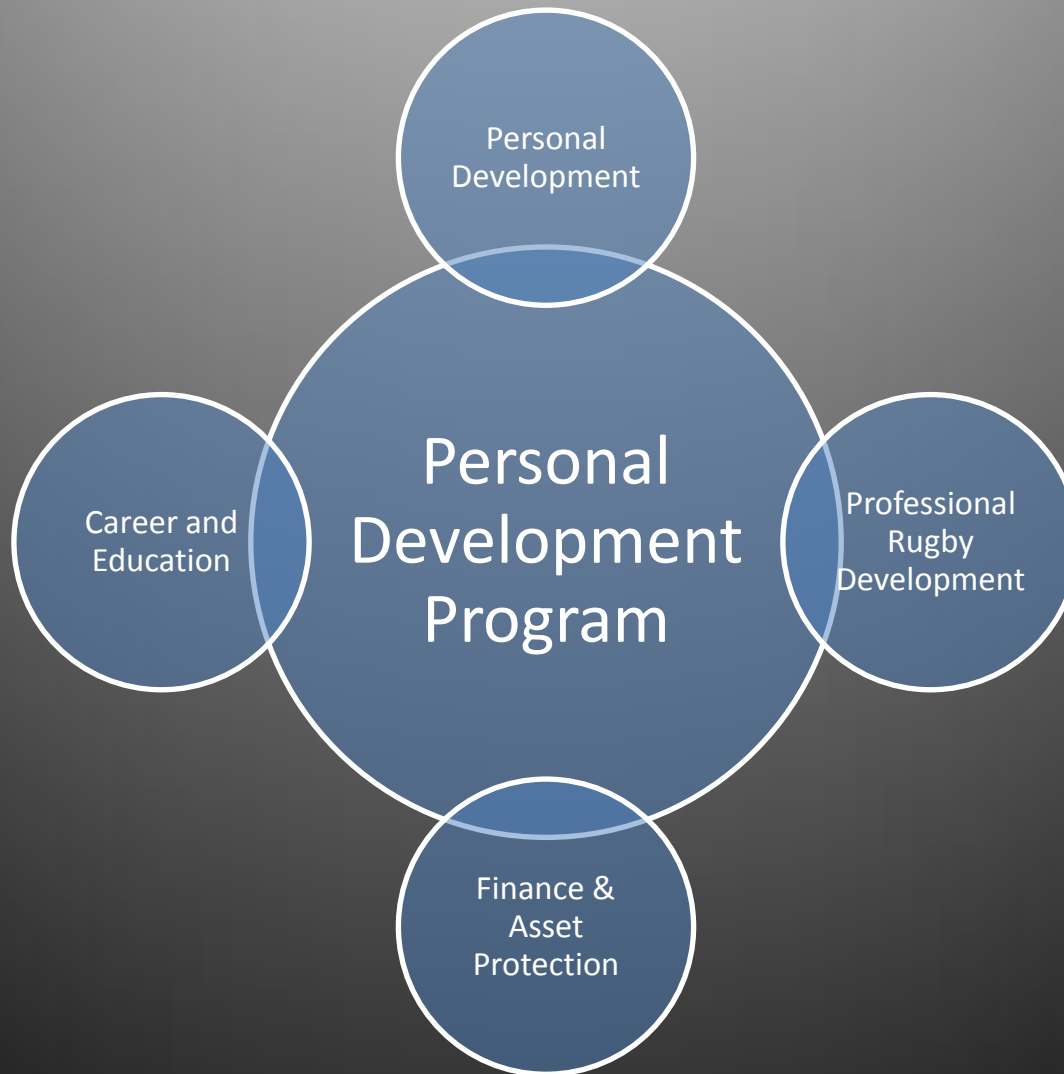 Personal
Development
Personal
Development
Program
Career and
Education
Professional
Rugby
Development
Finance &
Asset
Protection